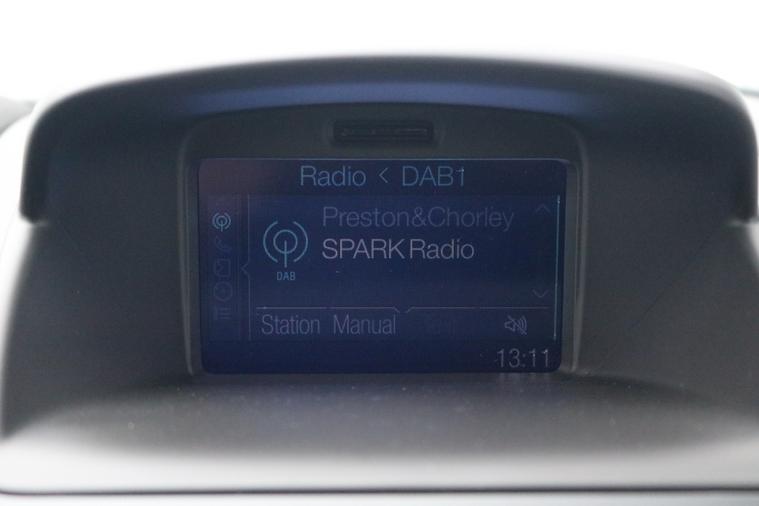 Radio < DAB1
Preston&Chorley
SPARK Radio
DAB
Station Manual
13:11